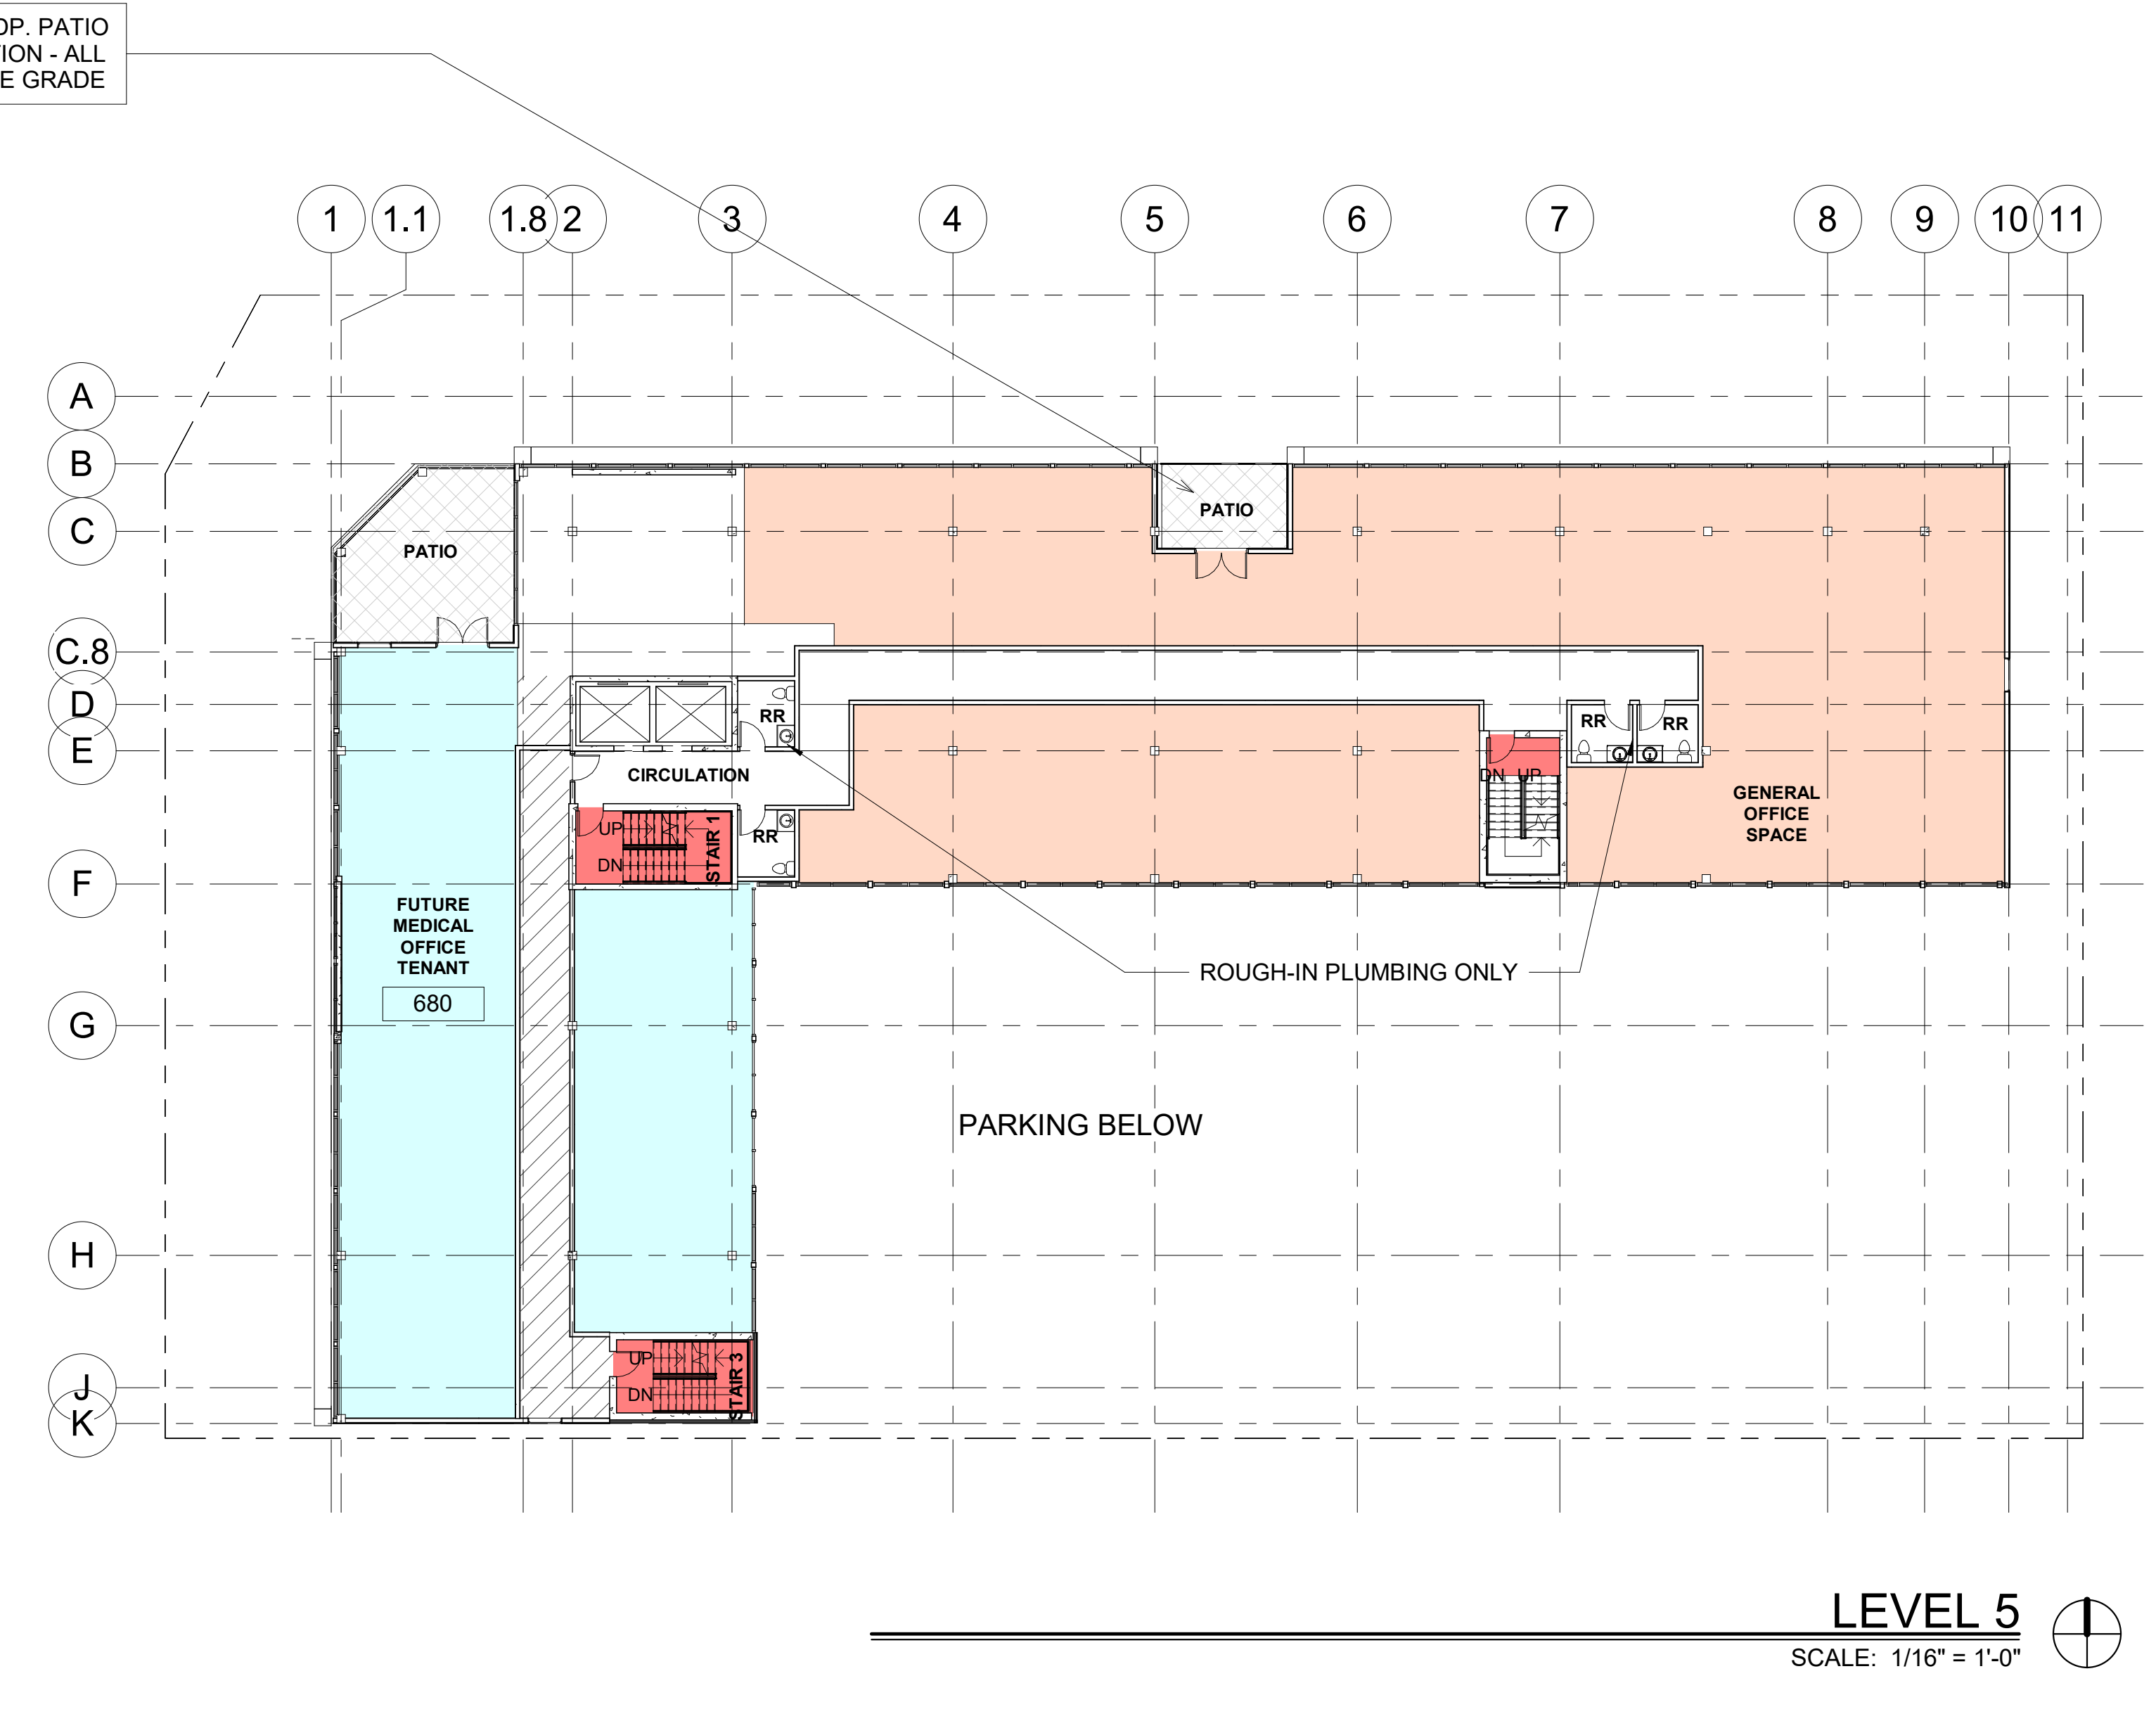 PATIO
- ALL
GRADE
1
1.1
1.8
2
3
4
5
6
7
8
9
10
11
A
B
C
C.8
D
E
F
G
H
J
K
PATIO
PATIO
RR
RR
RR
CIRCULATION
DN
UP
GENERAL
OFFICE
SPACE
UP
DN
STAIR 1
RR
FUTURE
MEDICAL
OFFICE
TENANT
680
ROUGH-IN PLUMBING ONLY
PARKING BELOW
UP
DN
STAIR 3
LEVEL 5
SCALE: 1/16" = 1'-0"